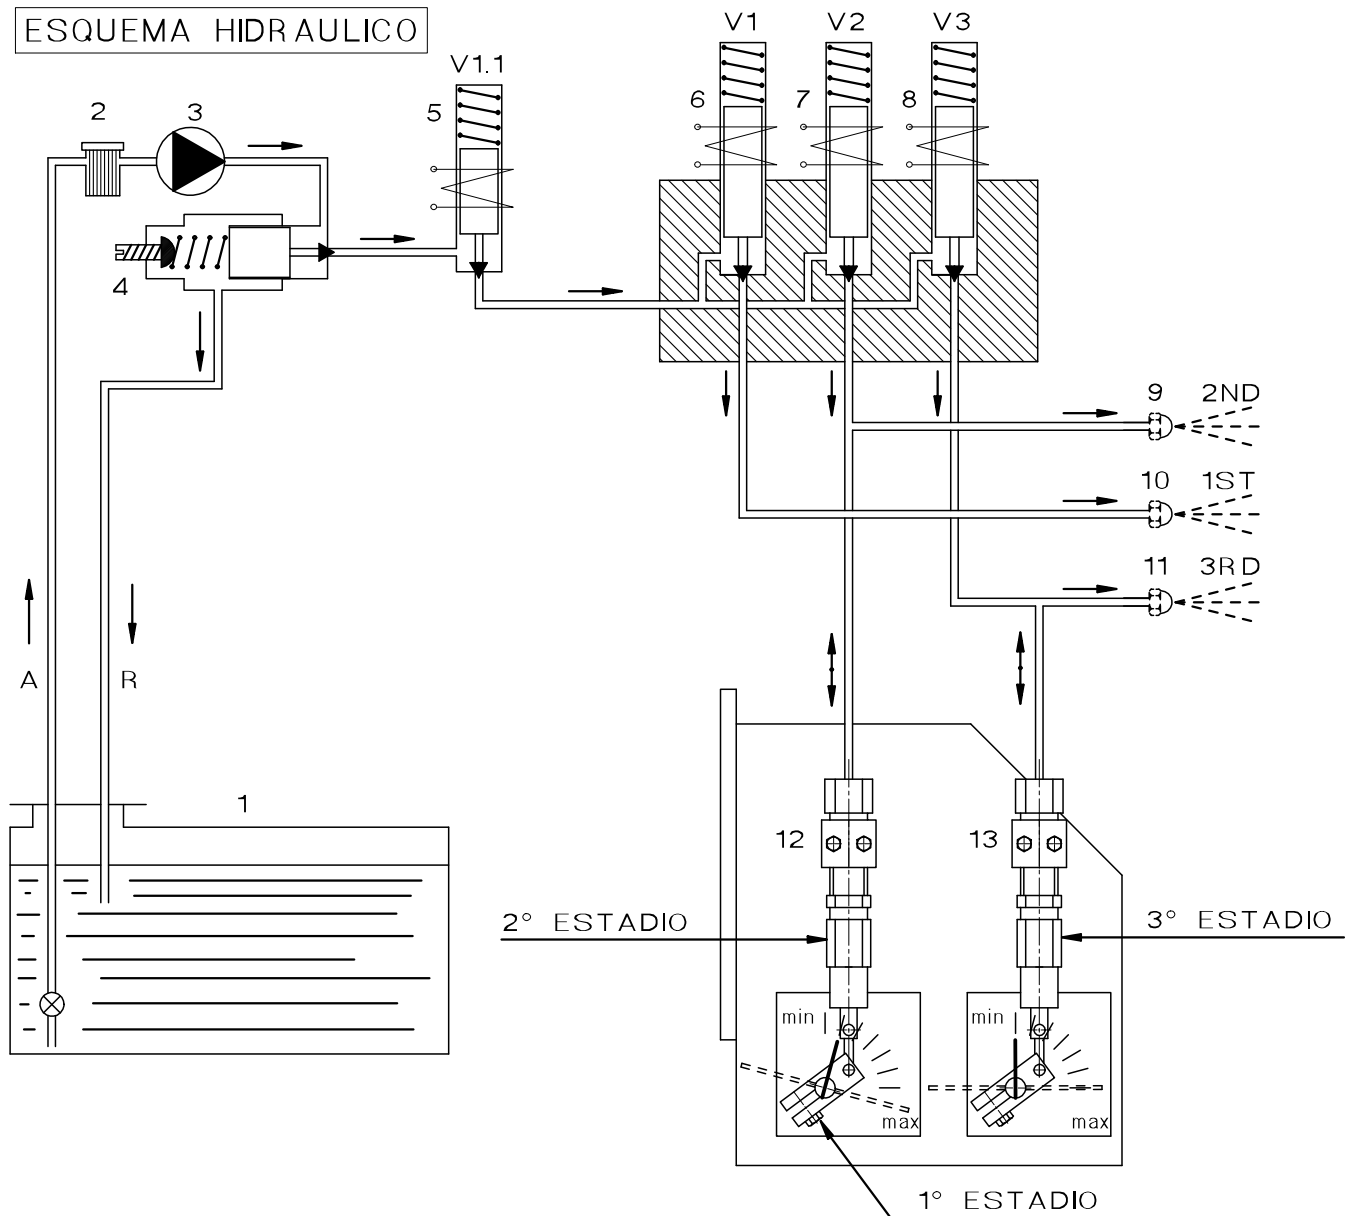 ESQUEMA HIDRAULICO
V1.1
V1
V2
V3
2
3
5
6
7
8
4
9 2ND
10 1ST
11 3RD
A
R
1
12
13
2° ESTADIO
3° ESTADIO
min
max
min
max
1° ESTADIO